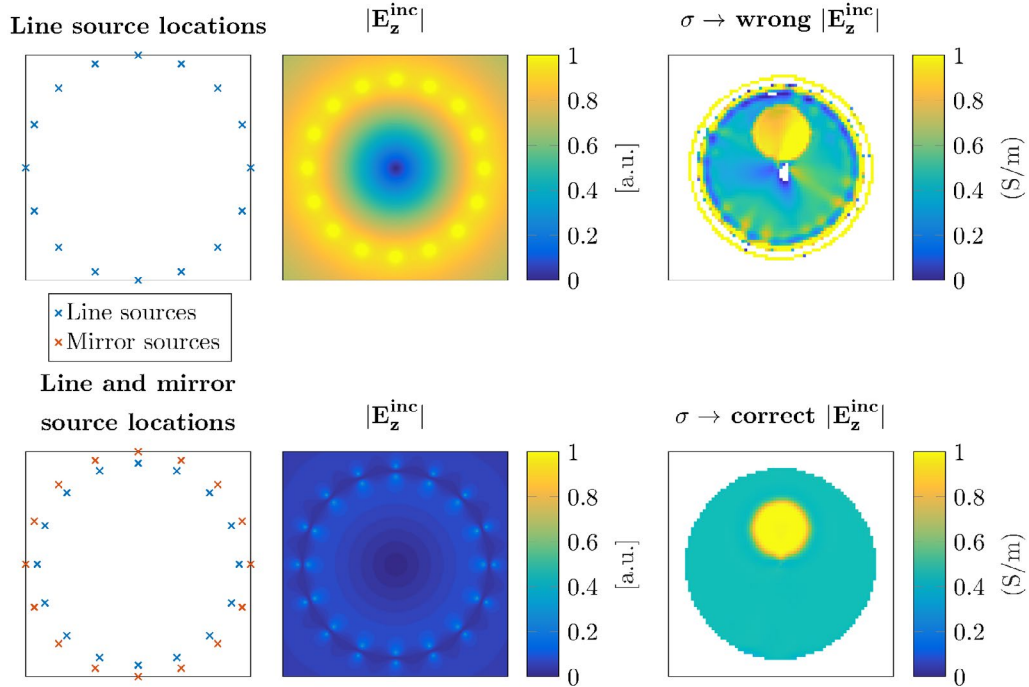 Line source locations
|E_z^inc|
σ → wrong |E_z^inc|
1
0.8
0.6
0.4
0.2
0
[a.u.]
1
0.8
0.6
0.4
0.2
0
(S/m)
× Line sources
× Mirror sources
Line and mirror
source locations
|E_z^inc|
σ → correct |E_z^inc|
1
0.8
0.6
0.4
0.2
0
[a.u.]
1
0.8
0.6
0.4
0.2
0
(S/m)